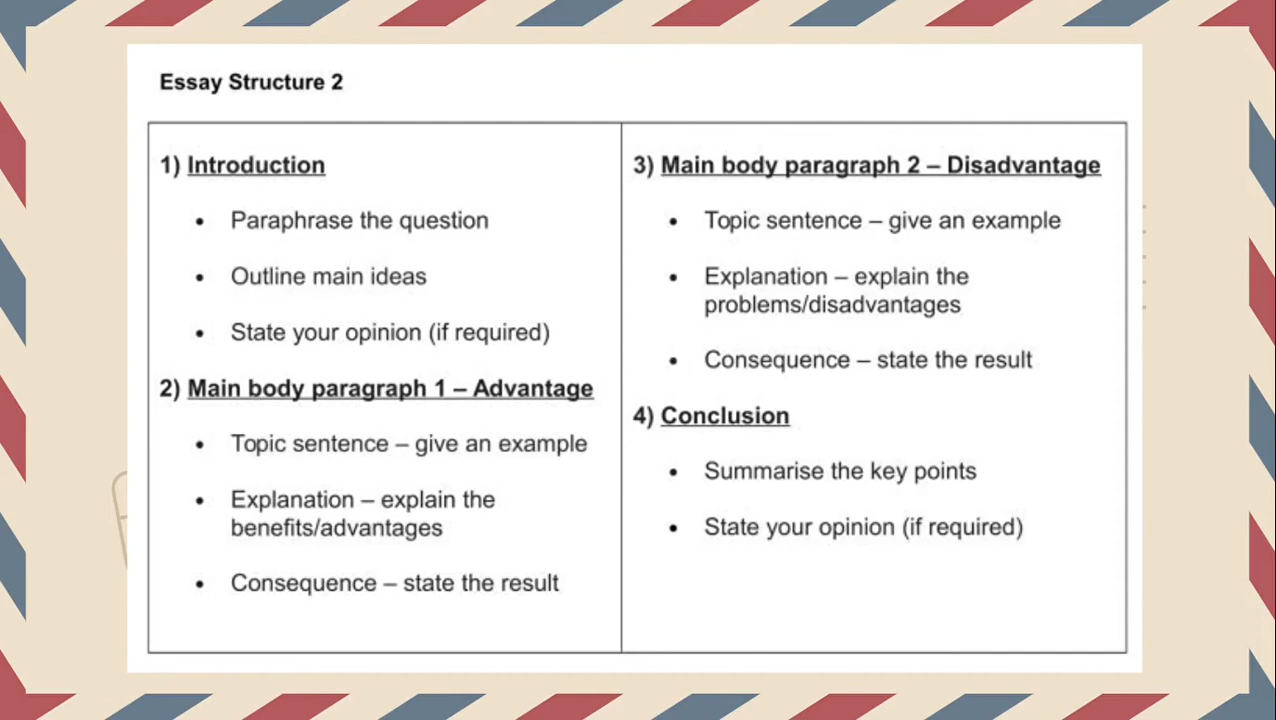 Essay Structure 2
1) Introduction
• Paraphrase the question
• Outline main ideas
• State your opinion (if required)
2) Main body paragraph 1 – Advantage
• Topic sentence – give an example
• Explanation – explain the
benefits/advantages
• Consequence – state the result
3) Main body paragraph 2 – Disadvantage
• Topic sentence – give an example
• Explanation – explain the
problems/disadvantages
• Consequence – state the result
4) Conclusion
• Summarise the key points
• State your opinion (if required)